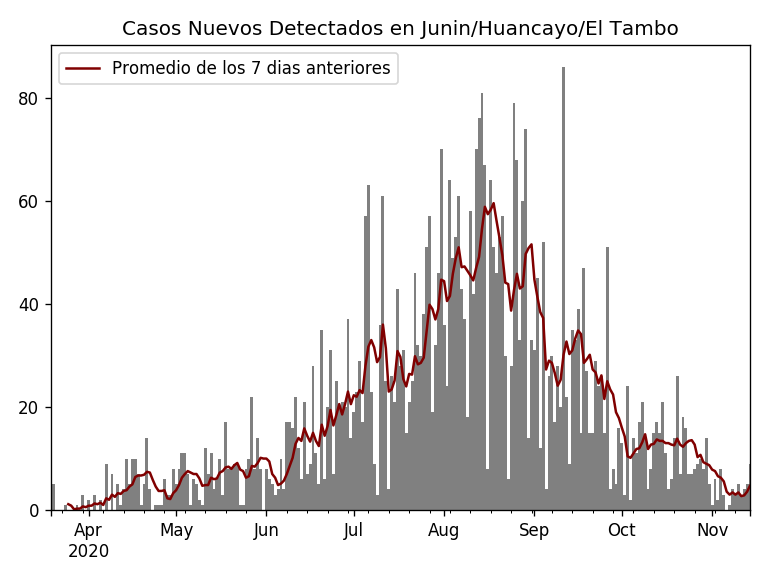 Casos Nuevos Detectados en Junin/Huancayo/El Tambo
Promedio de los 7 dias anteriores
80
60
40
20
0
Apr May Jun Jul Aug Sep Oct Nov
2020